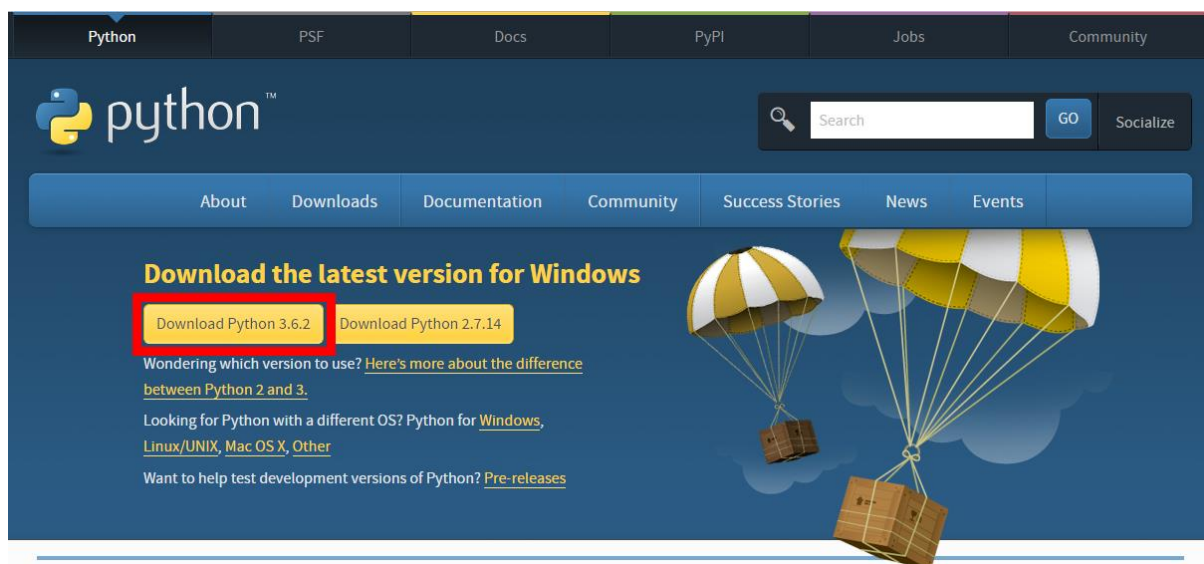 Python PSF Docs PyPI Jobs Community
python™
Search GO Socialize
About Downloads Documentation Community Success Stories News Events
Download the latest version for Windows
Download Python 3.6.2 Download Python 2.7.14
Wondering which version to use? Here's more about the difference
between Python 2 and 3.
Looking for Python with a different OS? Python for Windows,
Linux/UNIX, Mac OS X, Other
Want to help test development versions of Python? Pre-releases